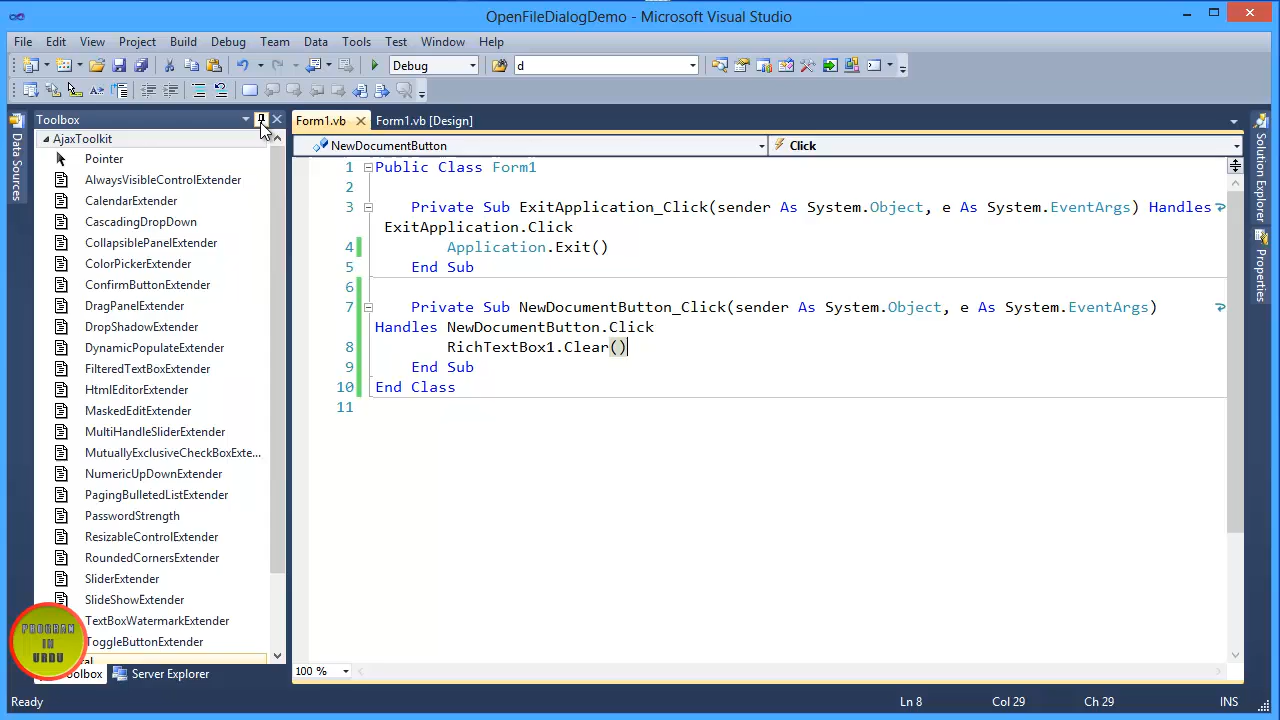 OpenFileDialogDemo - Microsoft Visual Studio
File Edit View Project Build Debug Team Data Tools Test Window Help
Debug d
Data Sources
Toolbox
AjaxToolkit
Pointer
AlwaysVisibleControlExtender
CalendarExtender
CascadingDropDown
CollapsiblePanelExtender
ColorPickerExtender
ConfirmButtonExtender
DragPanelExtender
DropShadowExtender
DynamicPopulateExtender
FilteredTextBoxExtender
HtmlEditorExtender
MaskedEditExtender
MultiHandleSliderExtender
MutuallyExclusiveCheckBoxExte...
NumericUpDownExtender
PagingBulletedListExtender
PasswordStrength
ResizableControlExtender
RoundedCornersExtender
SliderExtender
SlideShowExtender
TextBoxWatermarkExtender
ToggleButtonExtender
PROGRAM
IN
URDU
Server Explorer
Form1.vb Form1.vb [Design]
NewDocumentButton Click
1 Public Class Form1
2
3 Private Sub ExitApplication_Click(sender As System.Object, e As System.EventArgs) Handles
ExitApplication.Click
4 Application.Exit()
5 End Sub
6
7 Private Sub NewDocumentButton_Click(sender As System.Object, e As System.EventArgs)
Handles NewDocumentButton.Click
8 RichTextBox1.Clear()
9 End Sub
10 End Class
11
100 %
Solution Explorer
Properties
Ready Ln 8 Col 29 Ch 29 INS